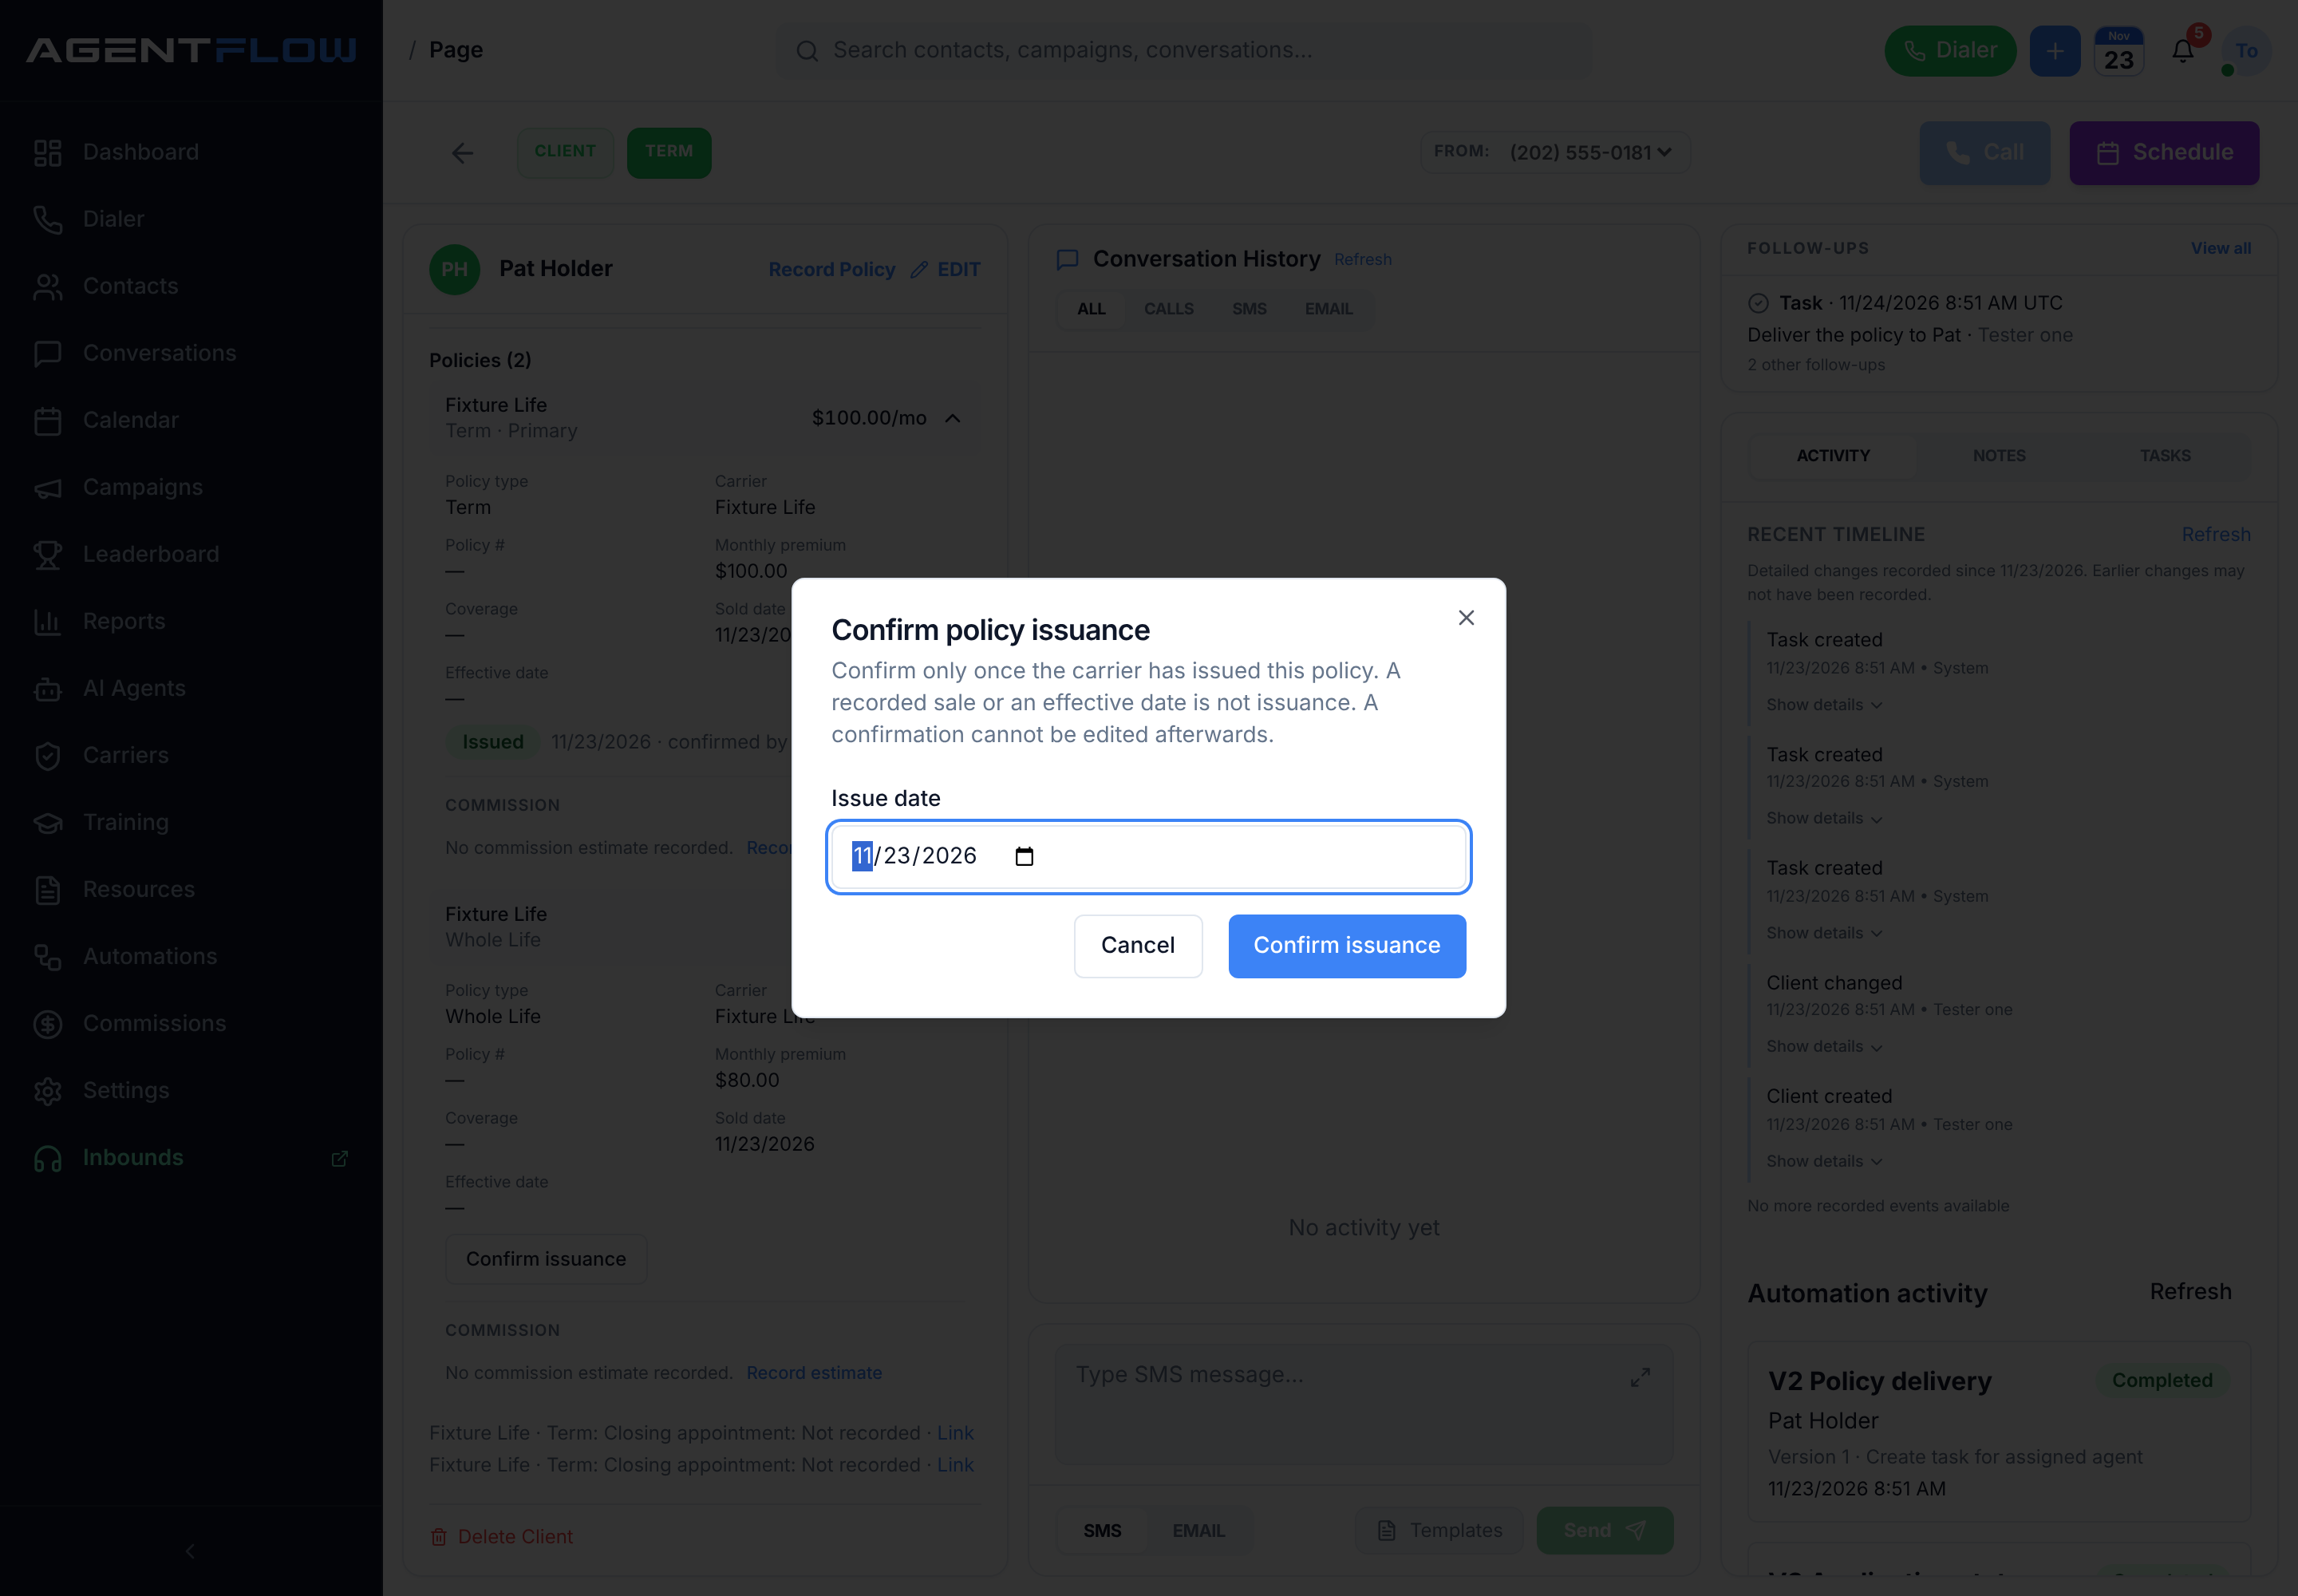 AGENTFLOW
/ Page
Search contacts, campaigns, conversations...
Dialer
Nov
23
5
To
Dashboard
Dialer
Contacts
Conversations
Calendar
Campaigns
Leaderboard
Reports
AI Agents
Carriers
Training
Resources
Automations
Commissions
Settings
Inbounds
CLIENT
TERM
FROM: (202) 555-0181
Call
Schedule
PH
Pat Holder
Record Policy
EDIT
Policies (2)
Fixture Life
Term · Primary
$100.00/mo
Policy type
Carrier
Term
Fixture Life
Policy #
Monthly premium
—
$100.00
Coverage
Sold date
—
11/23/20
Effective date
—
Issued 11/23/2026 · confirmed by
COMMISSION
No commission estimate recorded.
Fixture Life
Whole Life
Policy type
Carrier
Whole Life
Fixture Life
Policy #
Monthly premium
—
$80.00
Coverage
Sold date
—
11/23/2026
Effective date
—
Confirm issuance
COMMISSION
No commission estimate recorded. Record estimate
Fixture Life · Term: Closing appointment: Not recorded · Link
Fixture Life · Term: Closing appointment: Not recorded · Link
Delete Client
Conversation History
Refresh
ALL
CALLS
SMS
EMAIL
No activity yet
Type SMS message...
SMS
EMAIL
Templates
Send
Confirm policy issuance
Confirm only once the carrier has issued this policy. A
recorded sale or an effective date is not issuance. A
confirmation cannot be edited afterwards.
Issue date
11/23/2026
Cancel
Confirm issuance
FOLLOW-UPS
View all
Task · 11/24/2026 8:51 AM UTC
Deliver the policy to Pat · Tester one
2 other follow-ups
ACTIVITY
NOTES
TASKS
RECENT TIMELINE
Refresh
Detailed changes recorded since 11/23/2026. Earlier changes may
not have been recorded.
Task created
11/23/2026 8:51 AM • System
Show details
Task created
11/23/2026 8:51 AM • System
Show details
Task created
11/23/2026 8:51 AM • System
Show details
Client changed
11/23/2026 8:51 AM • Tester one
Show details
Client created
11/23/2026 8:51 AM • Tester one
Show details
No more recorded events available
Automation activity
Refresh
V2 Policy delivery
Completed
Pat Holder
Version 1 · Create task for assigned agent
11/23/2026 8:51 AM